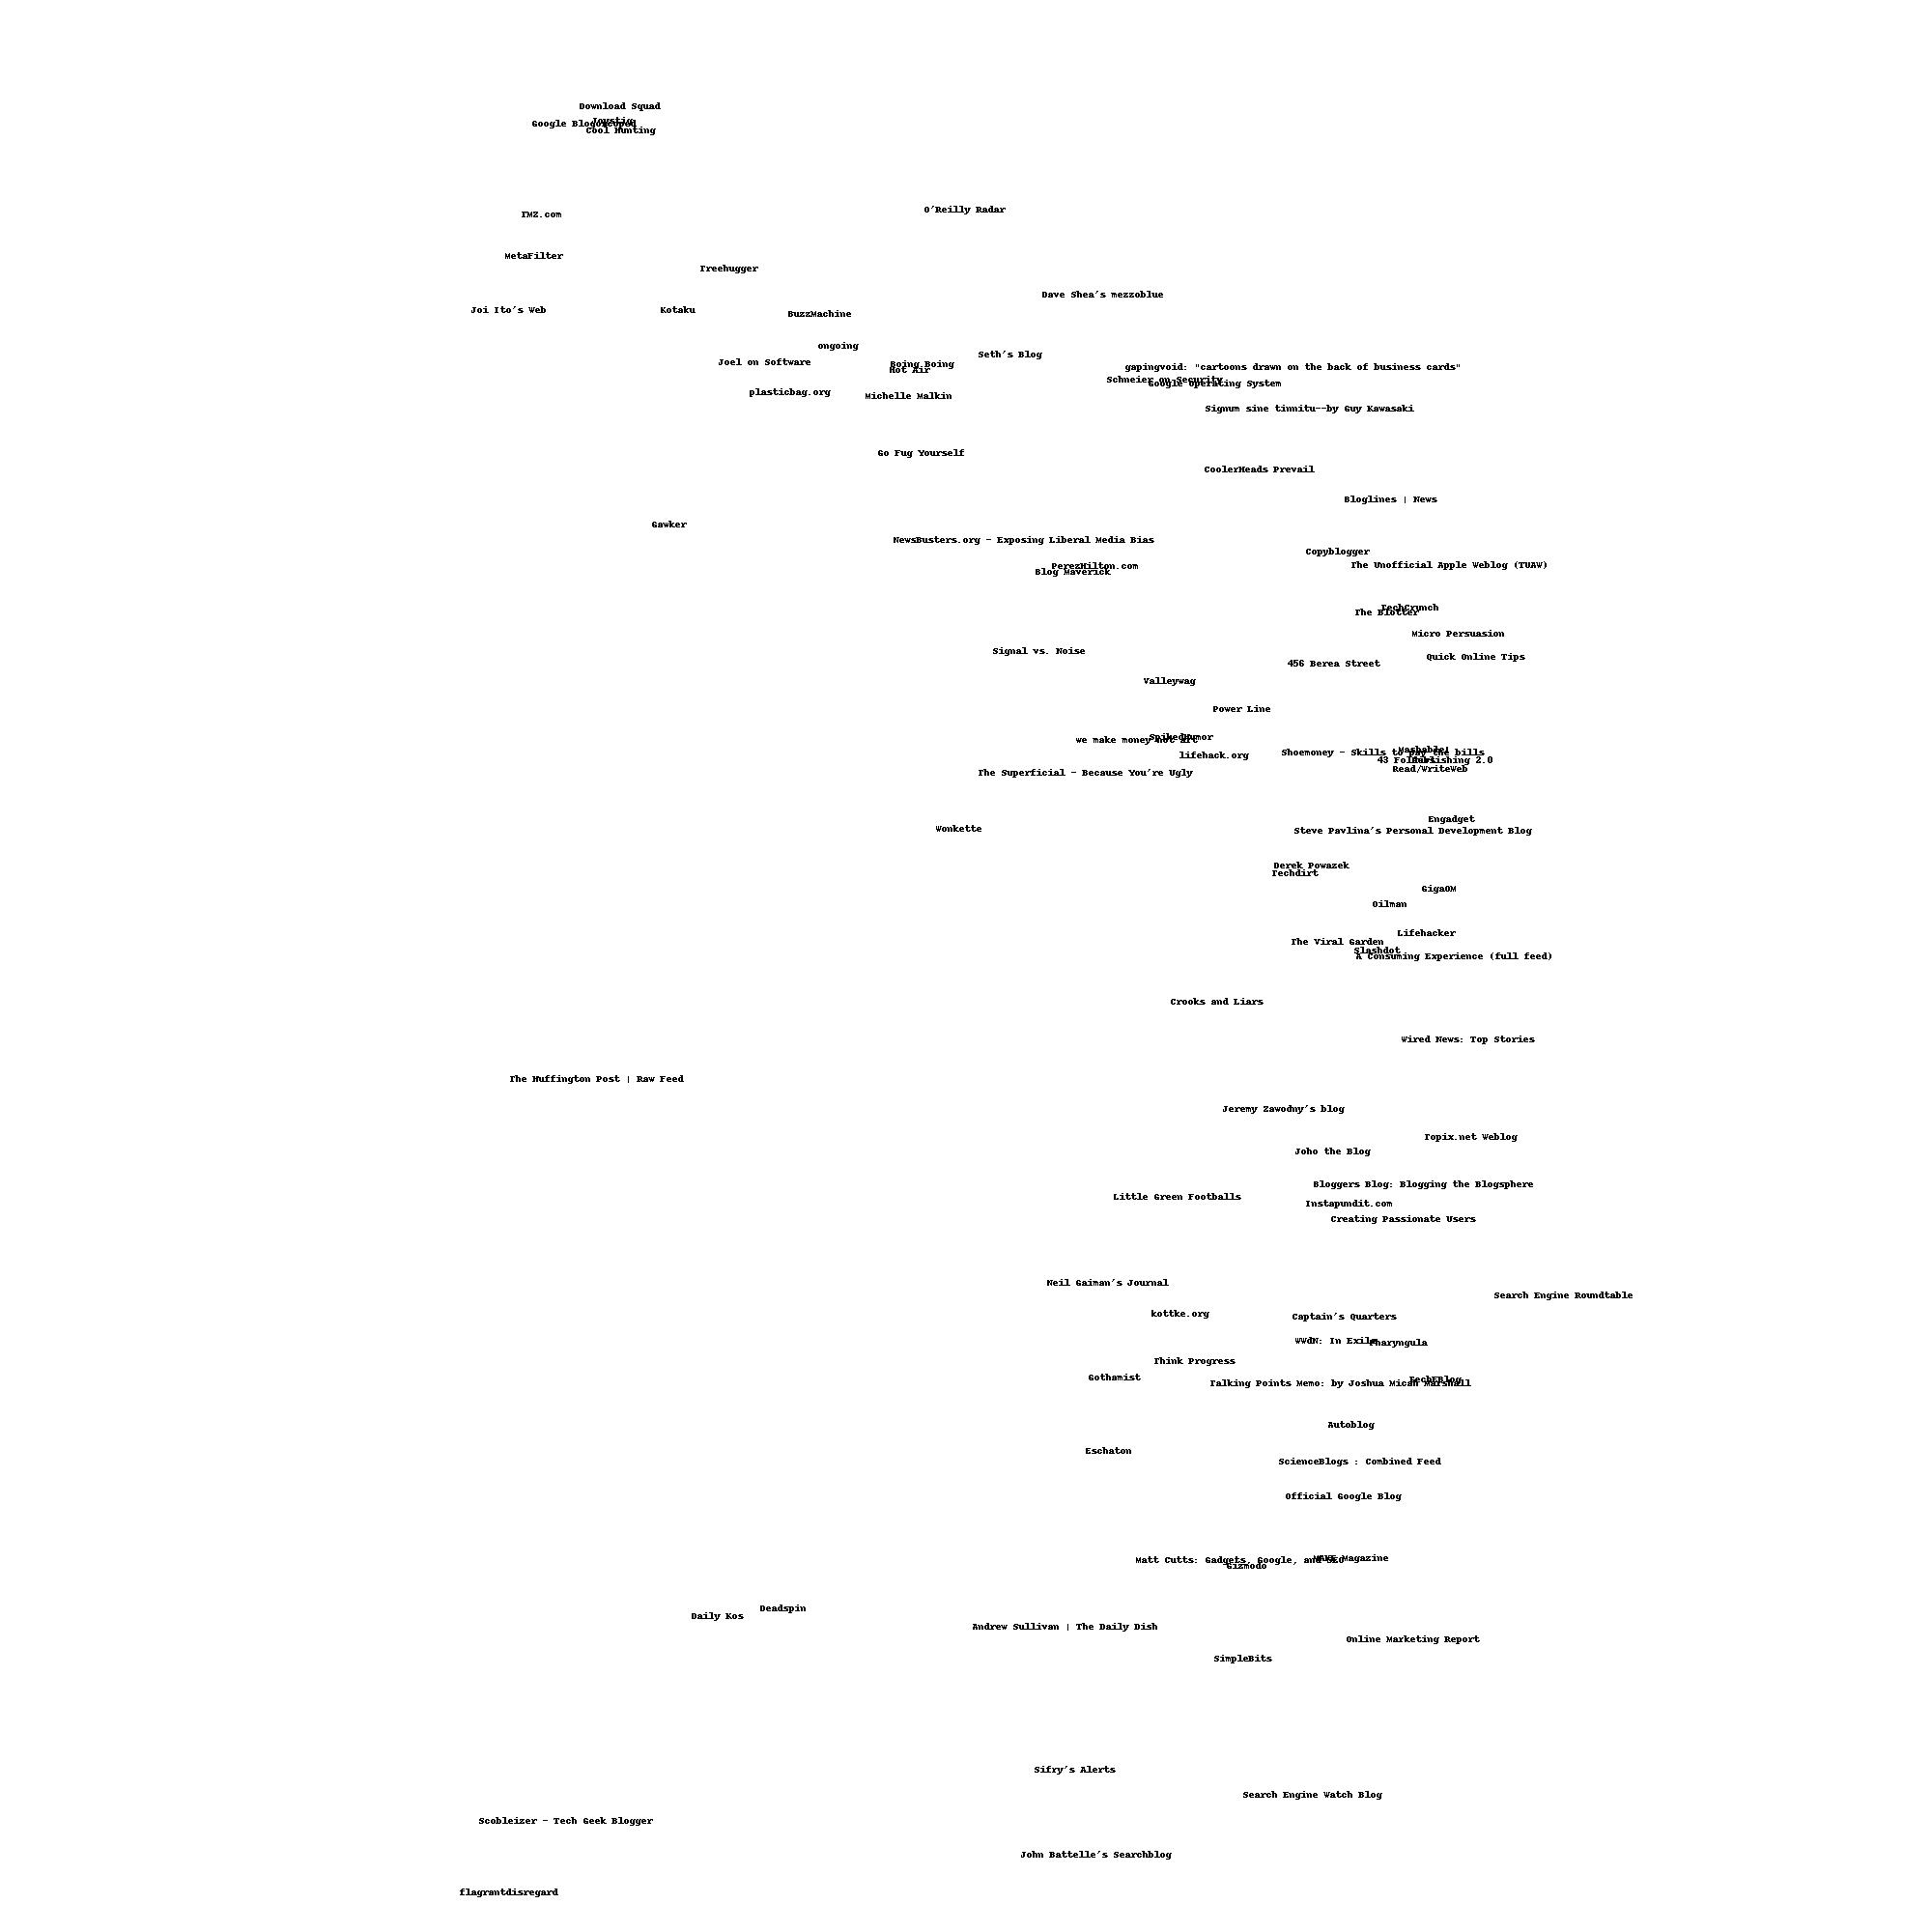 Download Squad
Joystiq
Google Blogoscoped
Cool Hunting
O'Reilly Radar
TMZ.com
MetaFilter
Treehugger
Dave Shea's mezzoblue
Joi Ito's Web
Kotaku
BuzzMachine
ongoing
Seth's Blog
Joel on Software
Boing Boing
Hot Air
gapingvoid: "cartoons drawn on the back of business cards"
Schneier on Security
Google Operating System
plasticbag.org
Michelle Malkin
Signum sine tinnitu--by Guy Kawasaki
Go Fug Yourself
CoolerHeads Prevail
Bloglines | News
Gawker
NewsBusters.org - Exposing Liberal Media Bias
Copyblogger
PerezHilton.com
The Unofficial Apple Weblog (TUAW)
Blog Maverick
TechCrunch
The Blotter
Micro Persuasion
Signal vs. Noise
Quick Online Tips
456 Berea Street
Valleywag
Power Line
SpikedHumor
we make money not art
lifehack.org
Mashable!
Shoemoney - Skills to pay the bills
43 Folders
Publishing 2.0
Read/WriteWeb
The Superficial - Because You're Ugly
Engadget
Wonkette
Steve Pavlina's Personal Development Blog
Derek Powazek
Techdirt
GigaOM
Oilman
Lifehacker
The Viral Garden
Slashdot
A Consuming Experience (full feed)
Crooks and Liars
Wired News: Top Stories
The Huffington Post | Raw Feed
Jeremy Zawodny's blog
Topix.net Weblog
Joho the Blog
Bloggers Blog: Blogging the Blogsphere
Little Green Footballs
Instapundit.com
Creating Passionate Users
Neil Gaiman's Journal
Search Engine Roundtable
kottke.org
Captain's Quarters
WWdN: In Exile
Pharyngula
Think Progress
Gothamist
TechEBlog
Talking Points Memo: by Joshua Micah Marshall
Autoblog
Eschaton
ScienceBlogs : Combined Feed
Official Google Blog
Matt Cutts: Gadgets, Google, and SEO
MAKE Magazine
Gizmodo
Deadspin
Daily Kos
Andrew Sullivan | The Daily Dish
Online Marketing Report
SimpleBits
Sifry's Alerts
Search Engine Watch Blog
Scobleizer - Tech Geek Blogger
John Battelle's Searchblog
flagrantdisregard